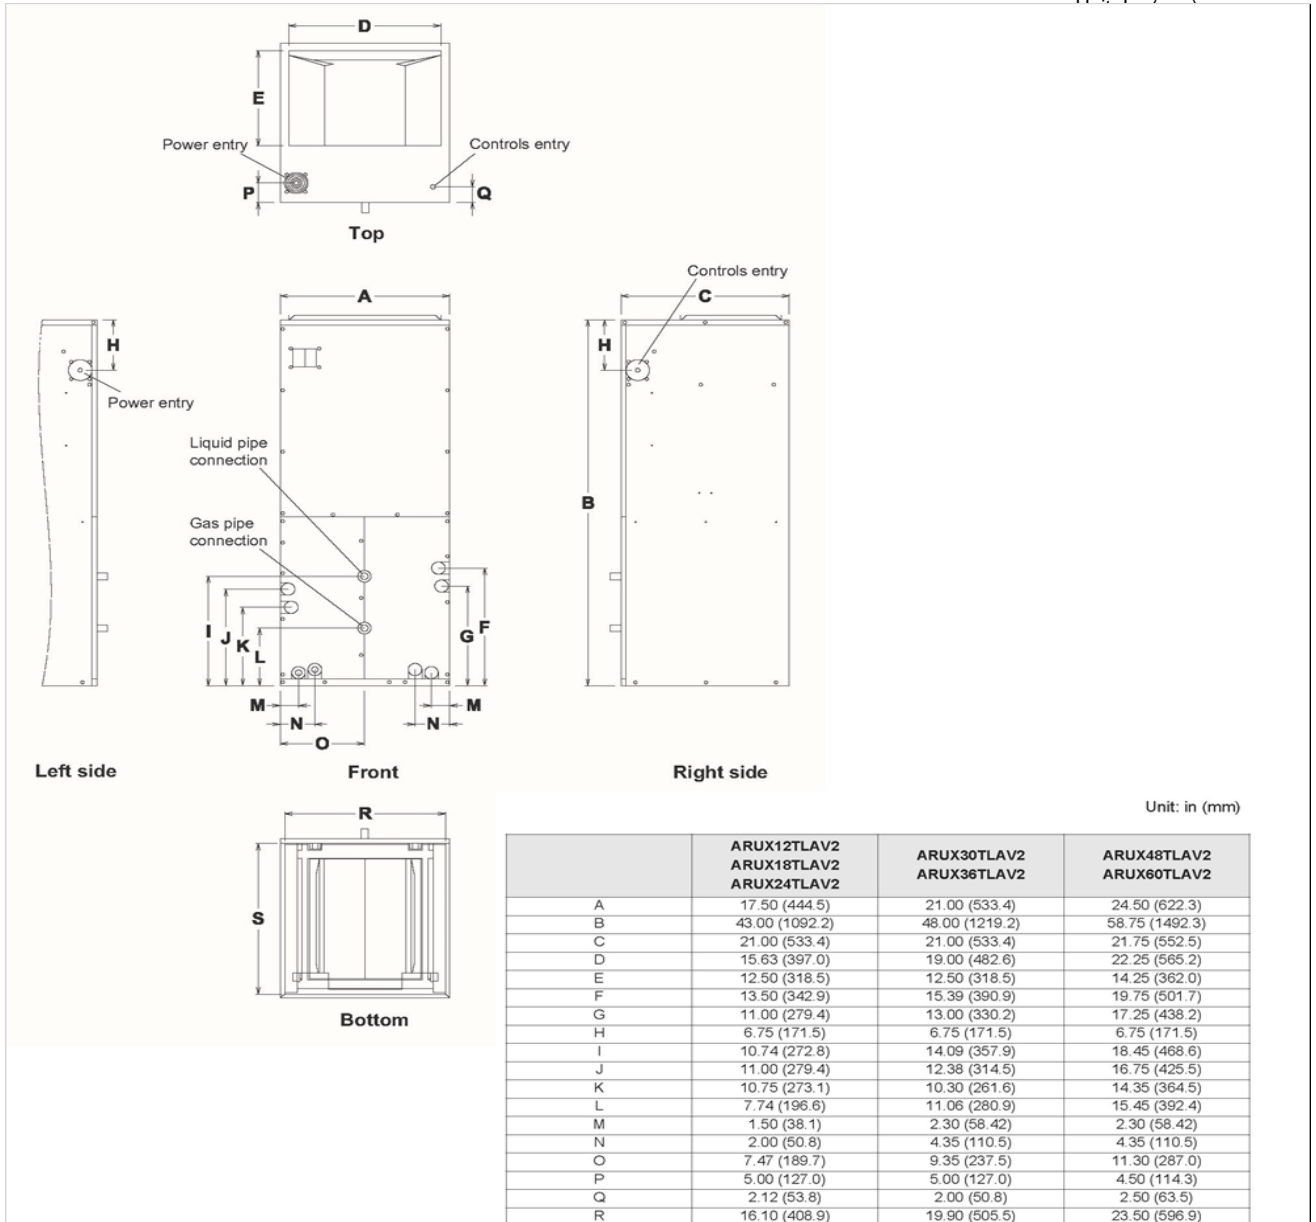 D
E
Power entry
Controls entry
P
Q
Top
Controls entry
A
C
H
H
Power entry
Liquid pipe
connection
B
Gas pipe
connection
I
J
K
L
G
F
M
M
N
N
O
Left side
Front
Right side
R
Unit: in (mm)
S
Bottom
ARUX12TLAV2
ARUX18TLAV2
ARUX24TLAV2
ARUX30TLAV2
ARUX36TLAV2
ARUX48TLAV2
ARUX60TLAV2
A 17.50 (444.5) 21.00 (533.4) 24.50 (622.3)
B 43.00 (1092.2) 48.00 (1219.2) 58.75 (1492.3)
C 21.00 (533.4) 21.00 (533.4) 21.75 (552.5)
D 15.63 (397.0) 19.00 (482.6) 22.25 (565.2)
E 12.50 (318.5) 12.50 (318.5) 14.25 (362.0)
F 13.50 (342.9) 15.39 (390.9) 19.75 (501.7)
G 11.00 (279.4) 13.00 (330.2) 17.25 (438.2)
H 6.75 (171.5) 6.75 (171.5) 6.75 (171.5)
I 10.74 (272.8) 14.09 (357.9) 18.45 (468.6)
J 11.00 (279.4) 12.38 (314.5) 16.75 (425.5)
K 10.75 (273.1) 10.30 (261.6) 14.35 (364.5)
L 7.74 (196.6) 11.06 (280.9) 15.45 (392.4)
M 1.50 (38.1) 2.30 (58.42) 2.30 (58.42)
N 2.00 (50.8) 4.35 (110.5) 4.35 (110.5)
O 7.47 (189.7) 9.35 (237.5) 11.30 (287.0)
P 5.00 (127.0) 5.00 (127.0) 4.50 (114.3)
Q 2.12 (53.8) 2.00 (50.8) 2.50 (63.5)
R 16.10 (408.9) 19.90 (505.5) 23.50 (596.9)